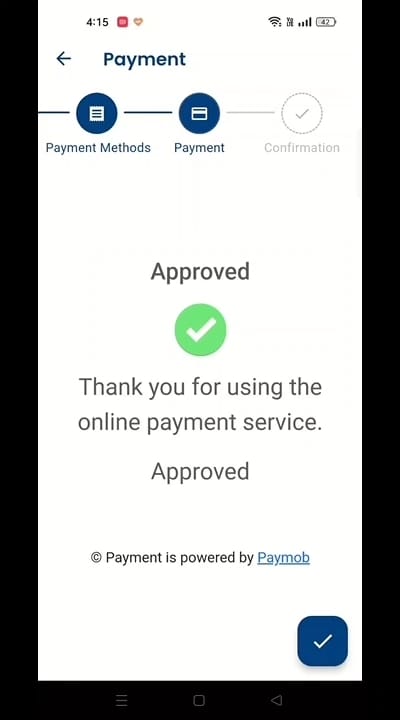 4:15
42
Payment
Payment Methods
Payment
Confirmation
Approved
Thank you for using the
online payment service.
Approved
© Payment is powered by Paymob